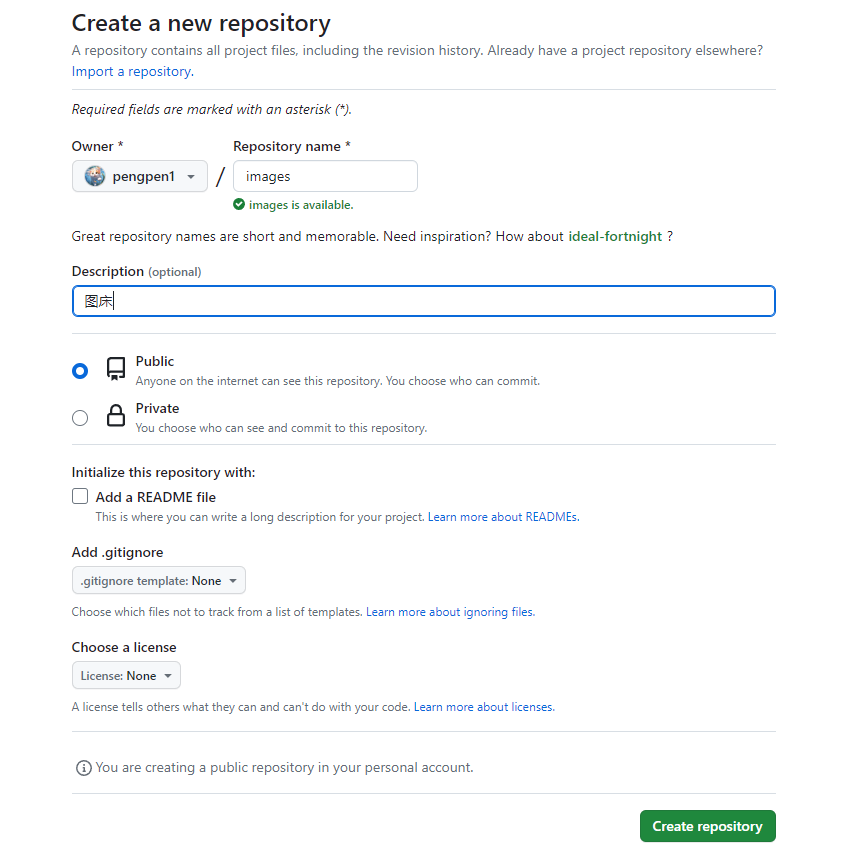 Create a new repository
A repository contains all project files, including the revision history. Already have a project repository elsewhere?
Import a repository.
Required fields are marked with an asterisk (*).
Owner * Repository name *
pengpen1 / images
images is available.
Great repository names are short and memorable. Need inspiration? How about ideal-fortnight ?
Description (optional)
图床
Public
Anyone on the internet can see this repository. You choose who can commit.
Private
You choose who can see and commit to this repository.
Initialize this repository with:
Add a README file
This is where you can write a long description for your project. Learn more about READMEs.
Add .gitignore
.gitignore template: None
Choose which files not to track from a list of templates. Learn more about ignoring files.
Choose a license
License: None
A license tells others what they can and can't do with your code. Learn more about licenses.
You are creating a public repository in your personal account.
Create repository